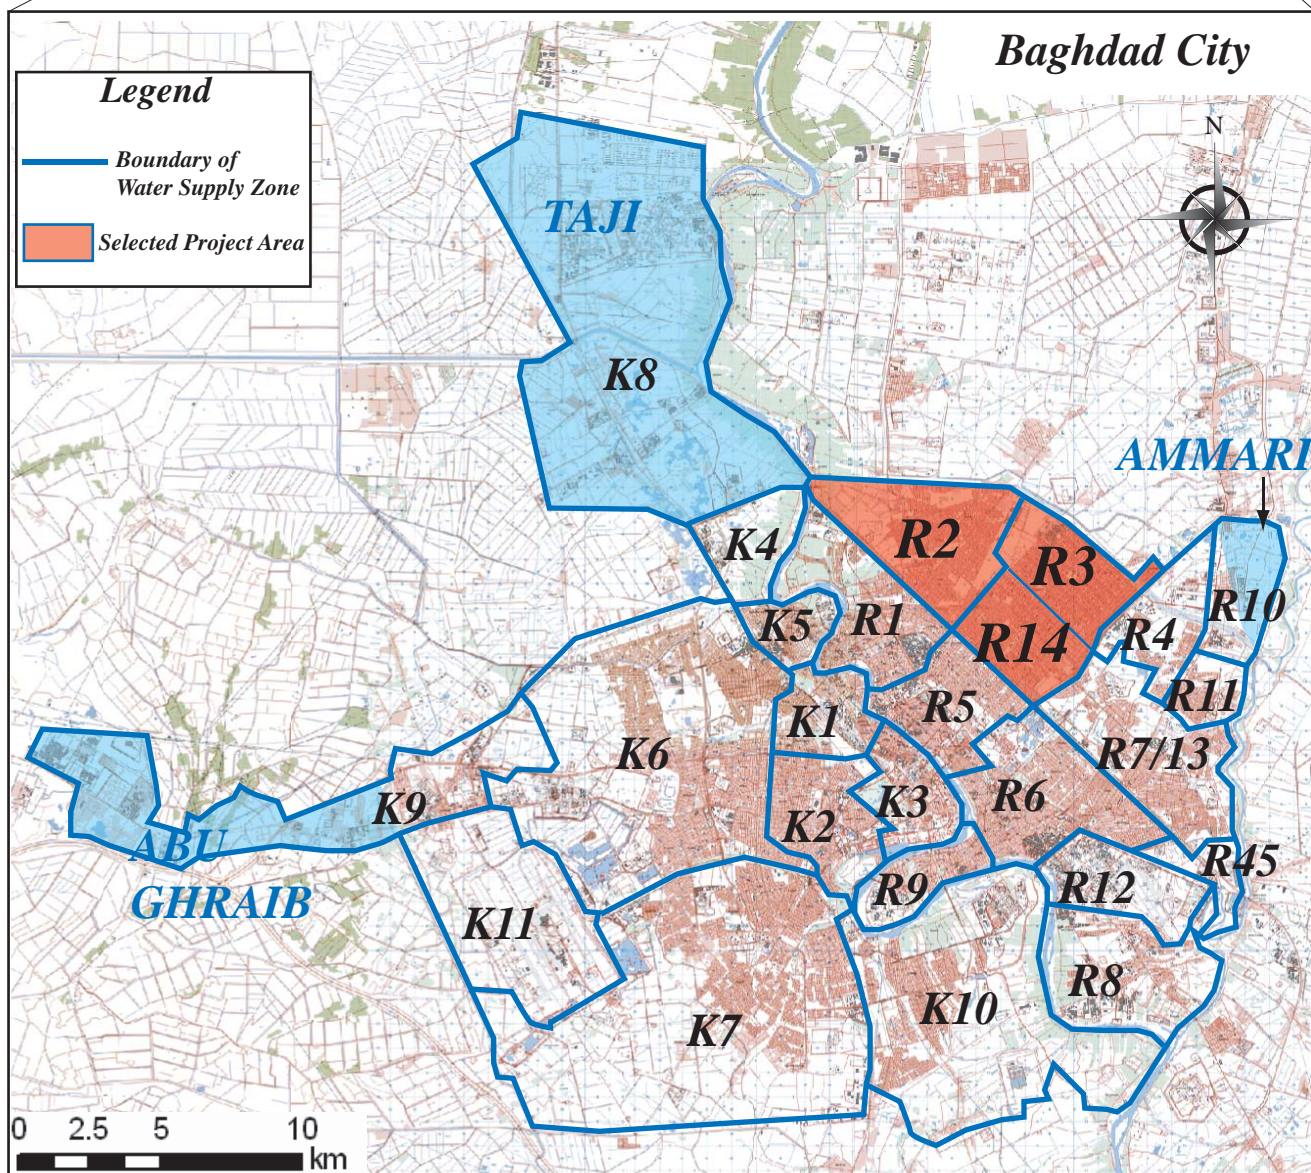 Baghdad City
Legend
Boundary of
Water Supply Zone
Selected Project Area
N
TAJI
K8
AMMARI
R2
K4
R3
R10
K5
R1
R4
R14
R11
K1
R5
K6
R7/13
K9
K3
R6
K2
ABU
GHRAIB
R45
R9
R12
K11
R8
K10
K7
0 2.5 5 10
km